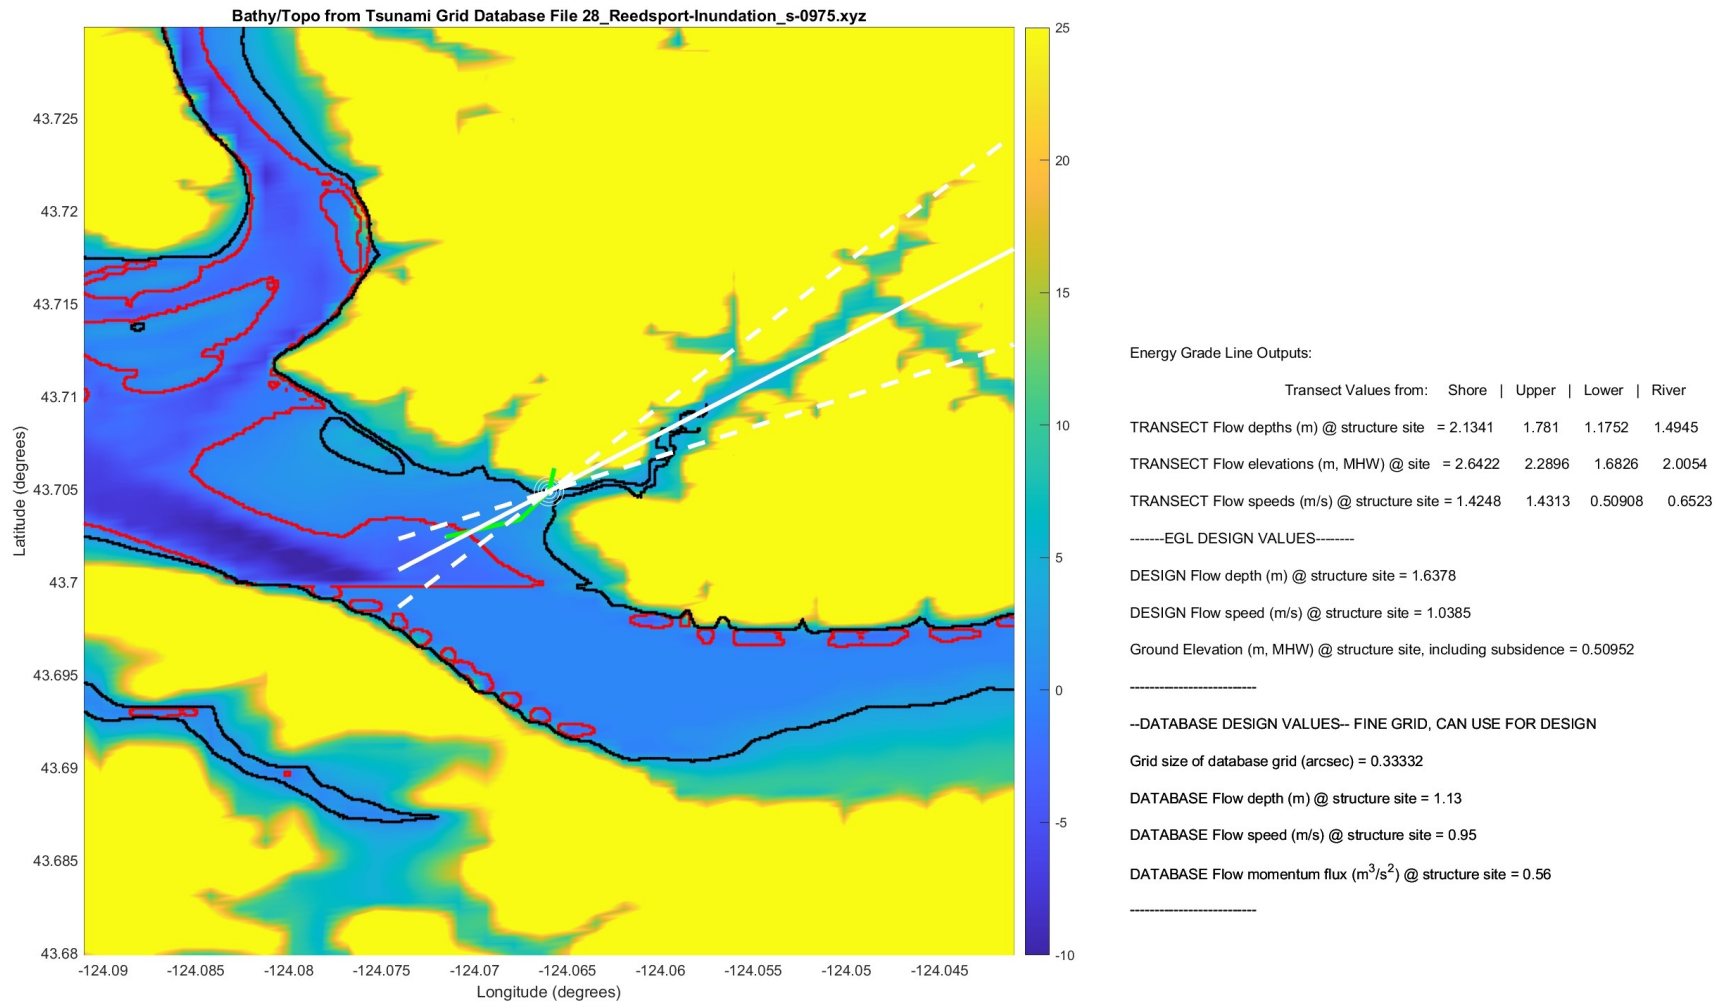 Bathy/Topo from Tsunami Grid Database File 28_Reedsport-Inundation_s-0975.xyz
Latitude (degrees)
43.725
43.72
43.715
43.71
43.705
43.7
43.695
43.69
43.685
43.68
-124.09
-124.085
-124.08
-124.075
-124.07
-124.065
-124.06
-124.055
-124.05
-124.045
Longitude (degrees)
25
20
15
10
5
0
-5
-10
Energy Grade Line Outputs:
Transect Values from: Shore | Upper | Lower | River
TRANSECT Flow depths (m) @ structure site = 2.1341 1.781 1.1752 1.4945
TRANSECT Flow elevations (m, MHW) @ site = 2.6422 2.2896 1.6826 2.0054
TRANSECT Flow speeds (m/s) @ structure site = 1.4248 1.4313 0.50908 0.6523
-------EGL DESIGN VALUES--------
DESIGN Flow depth (m) @ structure site = 1.6378
DESIGN Flow speed (m/s) @ structure site = 1.0385
Ground Elevation (m, MHW) @ structure site, including subsidence = 0.50952
--------------------------
--DATABASE DESIGN VALUES-- FINE GRID, CAN USE FOR DESIGN
Grid size of database grid (arcsec) = 0.33332
DATABASE Flow depth (m) @ structure site = 1.13
DATABASE Flow speed (m/s) @ structure site = 0.95
DATABASE Flow momentum flux (m³/s²) @ structure site = 0.56
--------------------------